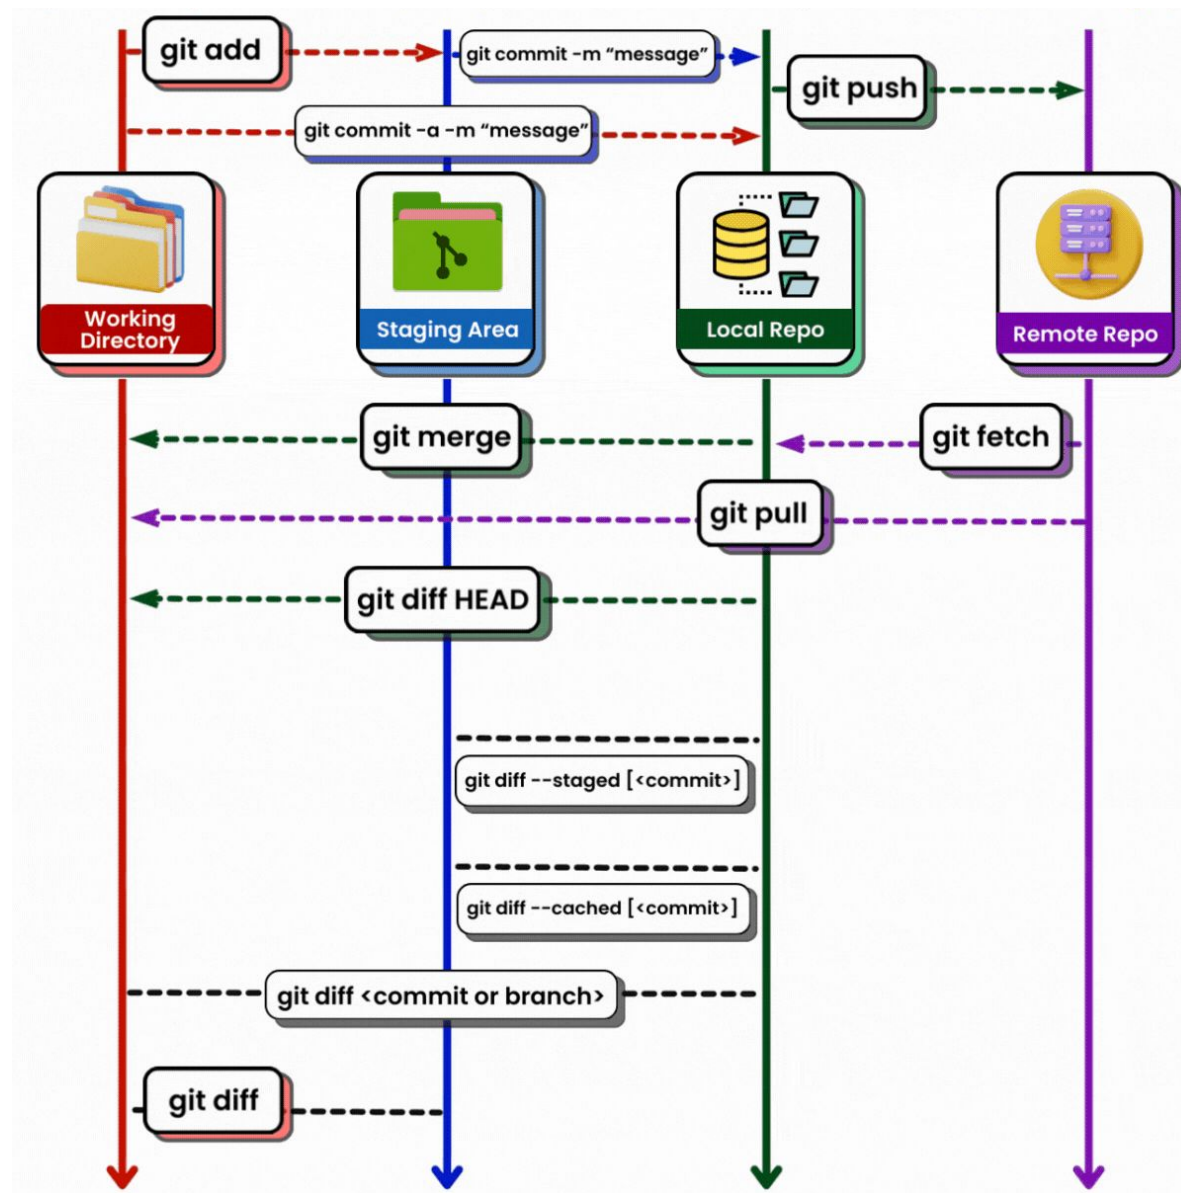 git add
git commit -m “message”
git push
git commit -a -m “message”
Working
Directory
Staging Area
Local Repo
Remote Repo
git merge
git fetch
git pull
git diff HEAD
git diff --staged [<commit>]
git diff --cached [<commit>]
git diff <commit or branch>
git diff